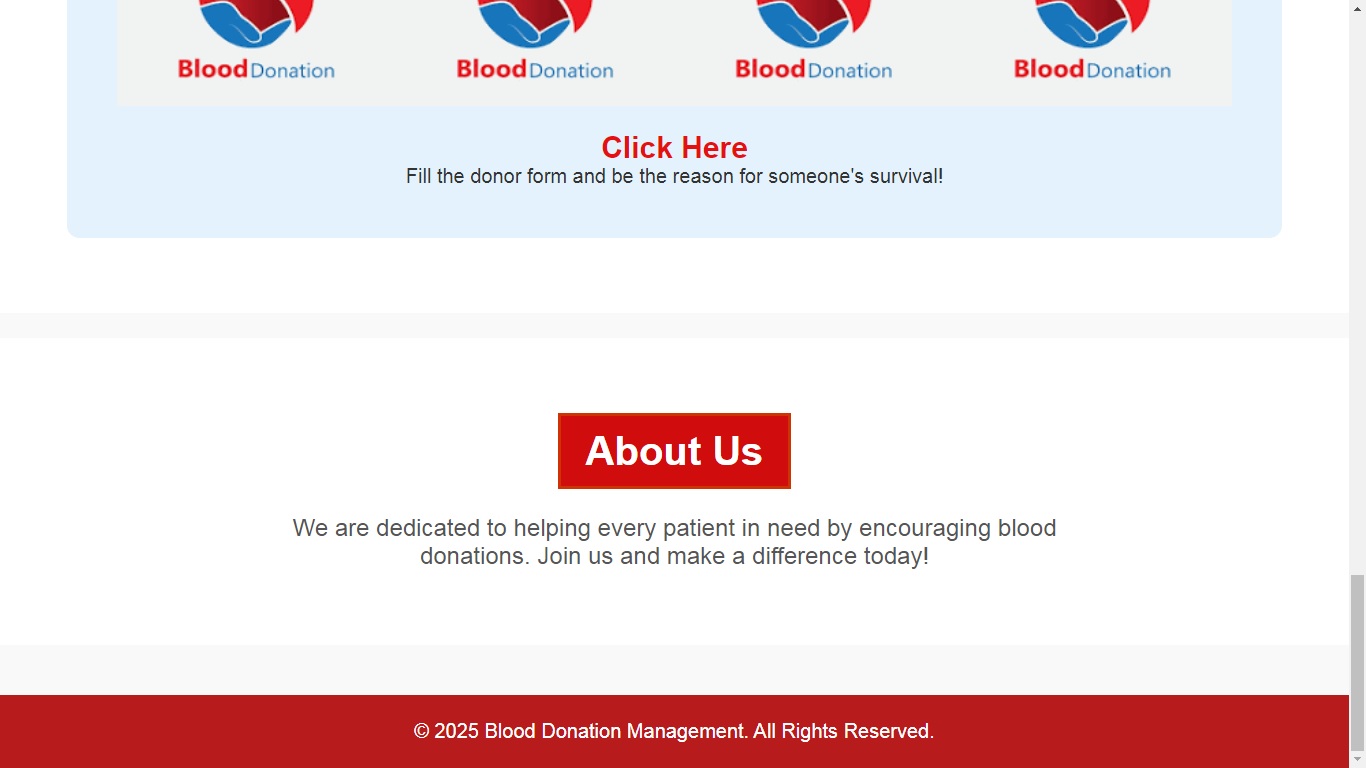 Blood Donation Blood Donation Blood Donation Blood Donation
Click Here
Fill the donor form and be the reason for someone's survival!
About Us
We are dedicated to helping every patient in need by encouraging blood
donations. Join us and make a difference today!
© 2025 Blood Donation Management. All Rights Reserved.